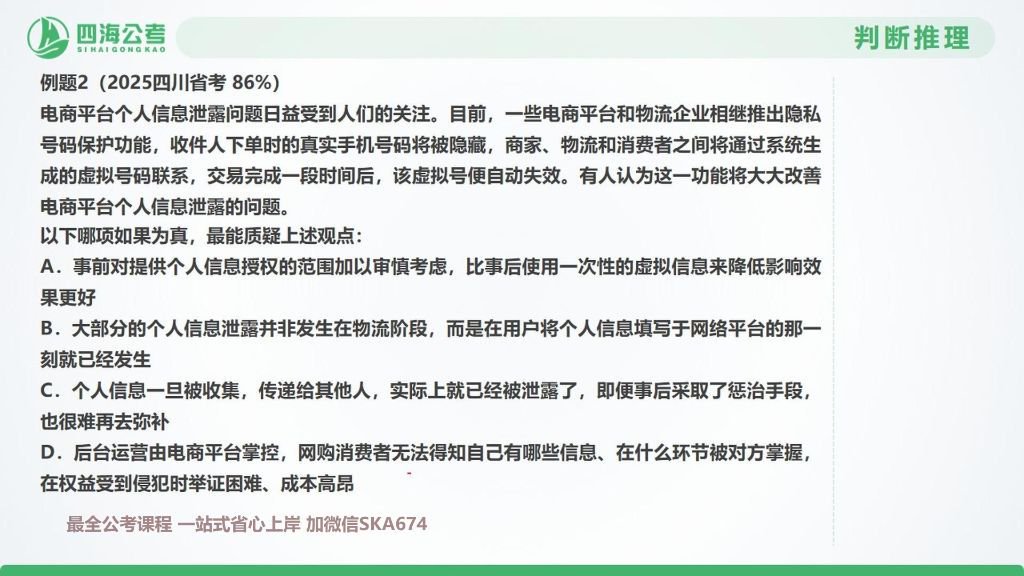 四海公考
SIHAIGONGKAO
判断推理
例题2（2025四川省考 86%）
电商平台个人信息泄露问题日益受到人们的关注。目前，一些电商平台和物流企业相继推出隐私
号码保护功能，收件人下单时的真实手机号码将被隐藏，商家、物流和消费者之间将通过系统生
成的虚拟号码联系，交易完成一段时间后，该虚拟号便自动失效。有人认为这一功能将大大改善
电商平台个人信息泄露的问题。
以下哪项如果为真，最能质疑上述观点：
A．事前对提供个人信息授权的范围加以审慎考虑，比事后使用一次性的虚拟信息来降低影响效
果更好
B．大部分的个人信息泄露并非发生在物流阶段，而是在用户将个人信息填写于网络平台的那一
刻就已经发生
C．个人信息一旦被收集，传递给其他人，实际上就已经被泄露了，即便事后采取了惩治手段，
也很难再去弥补
D．后台运营由电商平台掌控，网购消费者无法得知自己有哪些信息、在什么环节被对方掌握，
在权益受到侵犯时举证困难、成本高昂
最全公考课程 一站式省心上岸 加微信SKA674